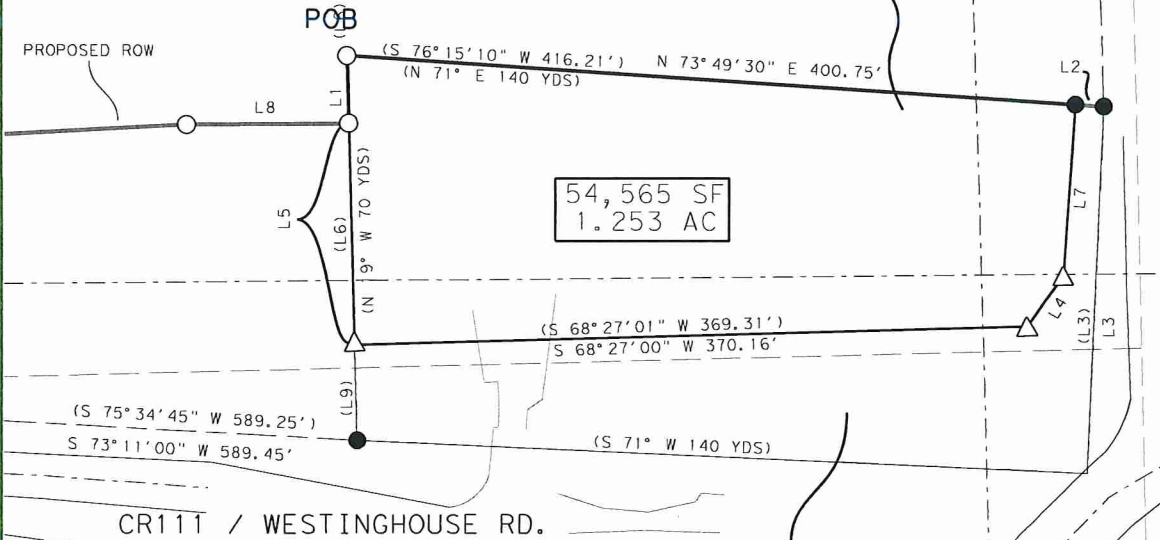 POB
PROPOSED ROW
(S 76°15'10" W 416.21') N 73°49'30" E 400.75'
(N 71° E 140 YDS)
L2
L1
L8
L5
(L6)
(N 9° W 70 YDS)
54,565 SF
1.253 AC
L7
L4
(L3)
L3
(S 68°27'01" W 369.31')
S 68°27'00" W 370.16'
(L9)
(S 75°34'45" W 589.25')
S 73°11'00" W 589.45'
(S 71° W 140 YDS)
CR111 / WESTINGHOUSE RD.